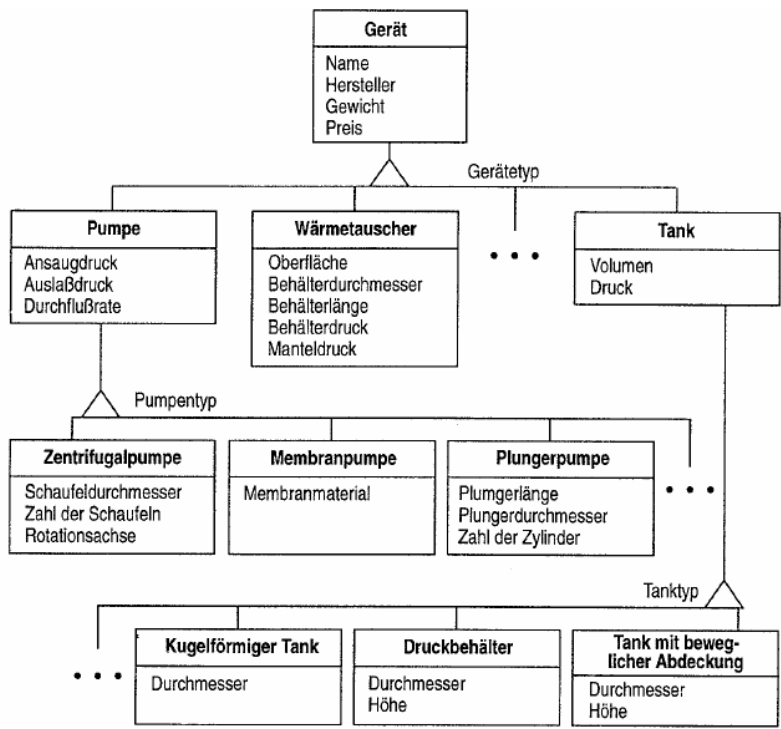 Gerät
Name
Hersteller
Gewicht
Preis
Gerätetyp
Pumpe
Ansaugdruck
Auslaßdruck
Durchflußrate
Wärmetauscher
Oberfläche
Behälterdurchmesser
Behälterlänge
Behälterdruck
Manteldruck
• • •
Tank
Volumen
Druck
Pumpentyp
Zentrifugalpumpe
Schaufeldurchmesser
Zahl der Schaufeln
Rotationsachse
Membranpumpe
Membranmaterial
Plungerpumpe
Plumgerlänge
Plungerdurchmesser
Zahl der Zylinder
• • •
Tanktyp
• • •
Kugelförmiger Tank
Durchmesser
Druckbehälter
Durchmesser
Höhe
Tank mit beweg-
licher Abdeckung
Durchmesser
Höhe